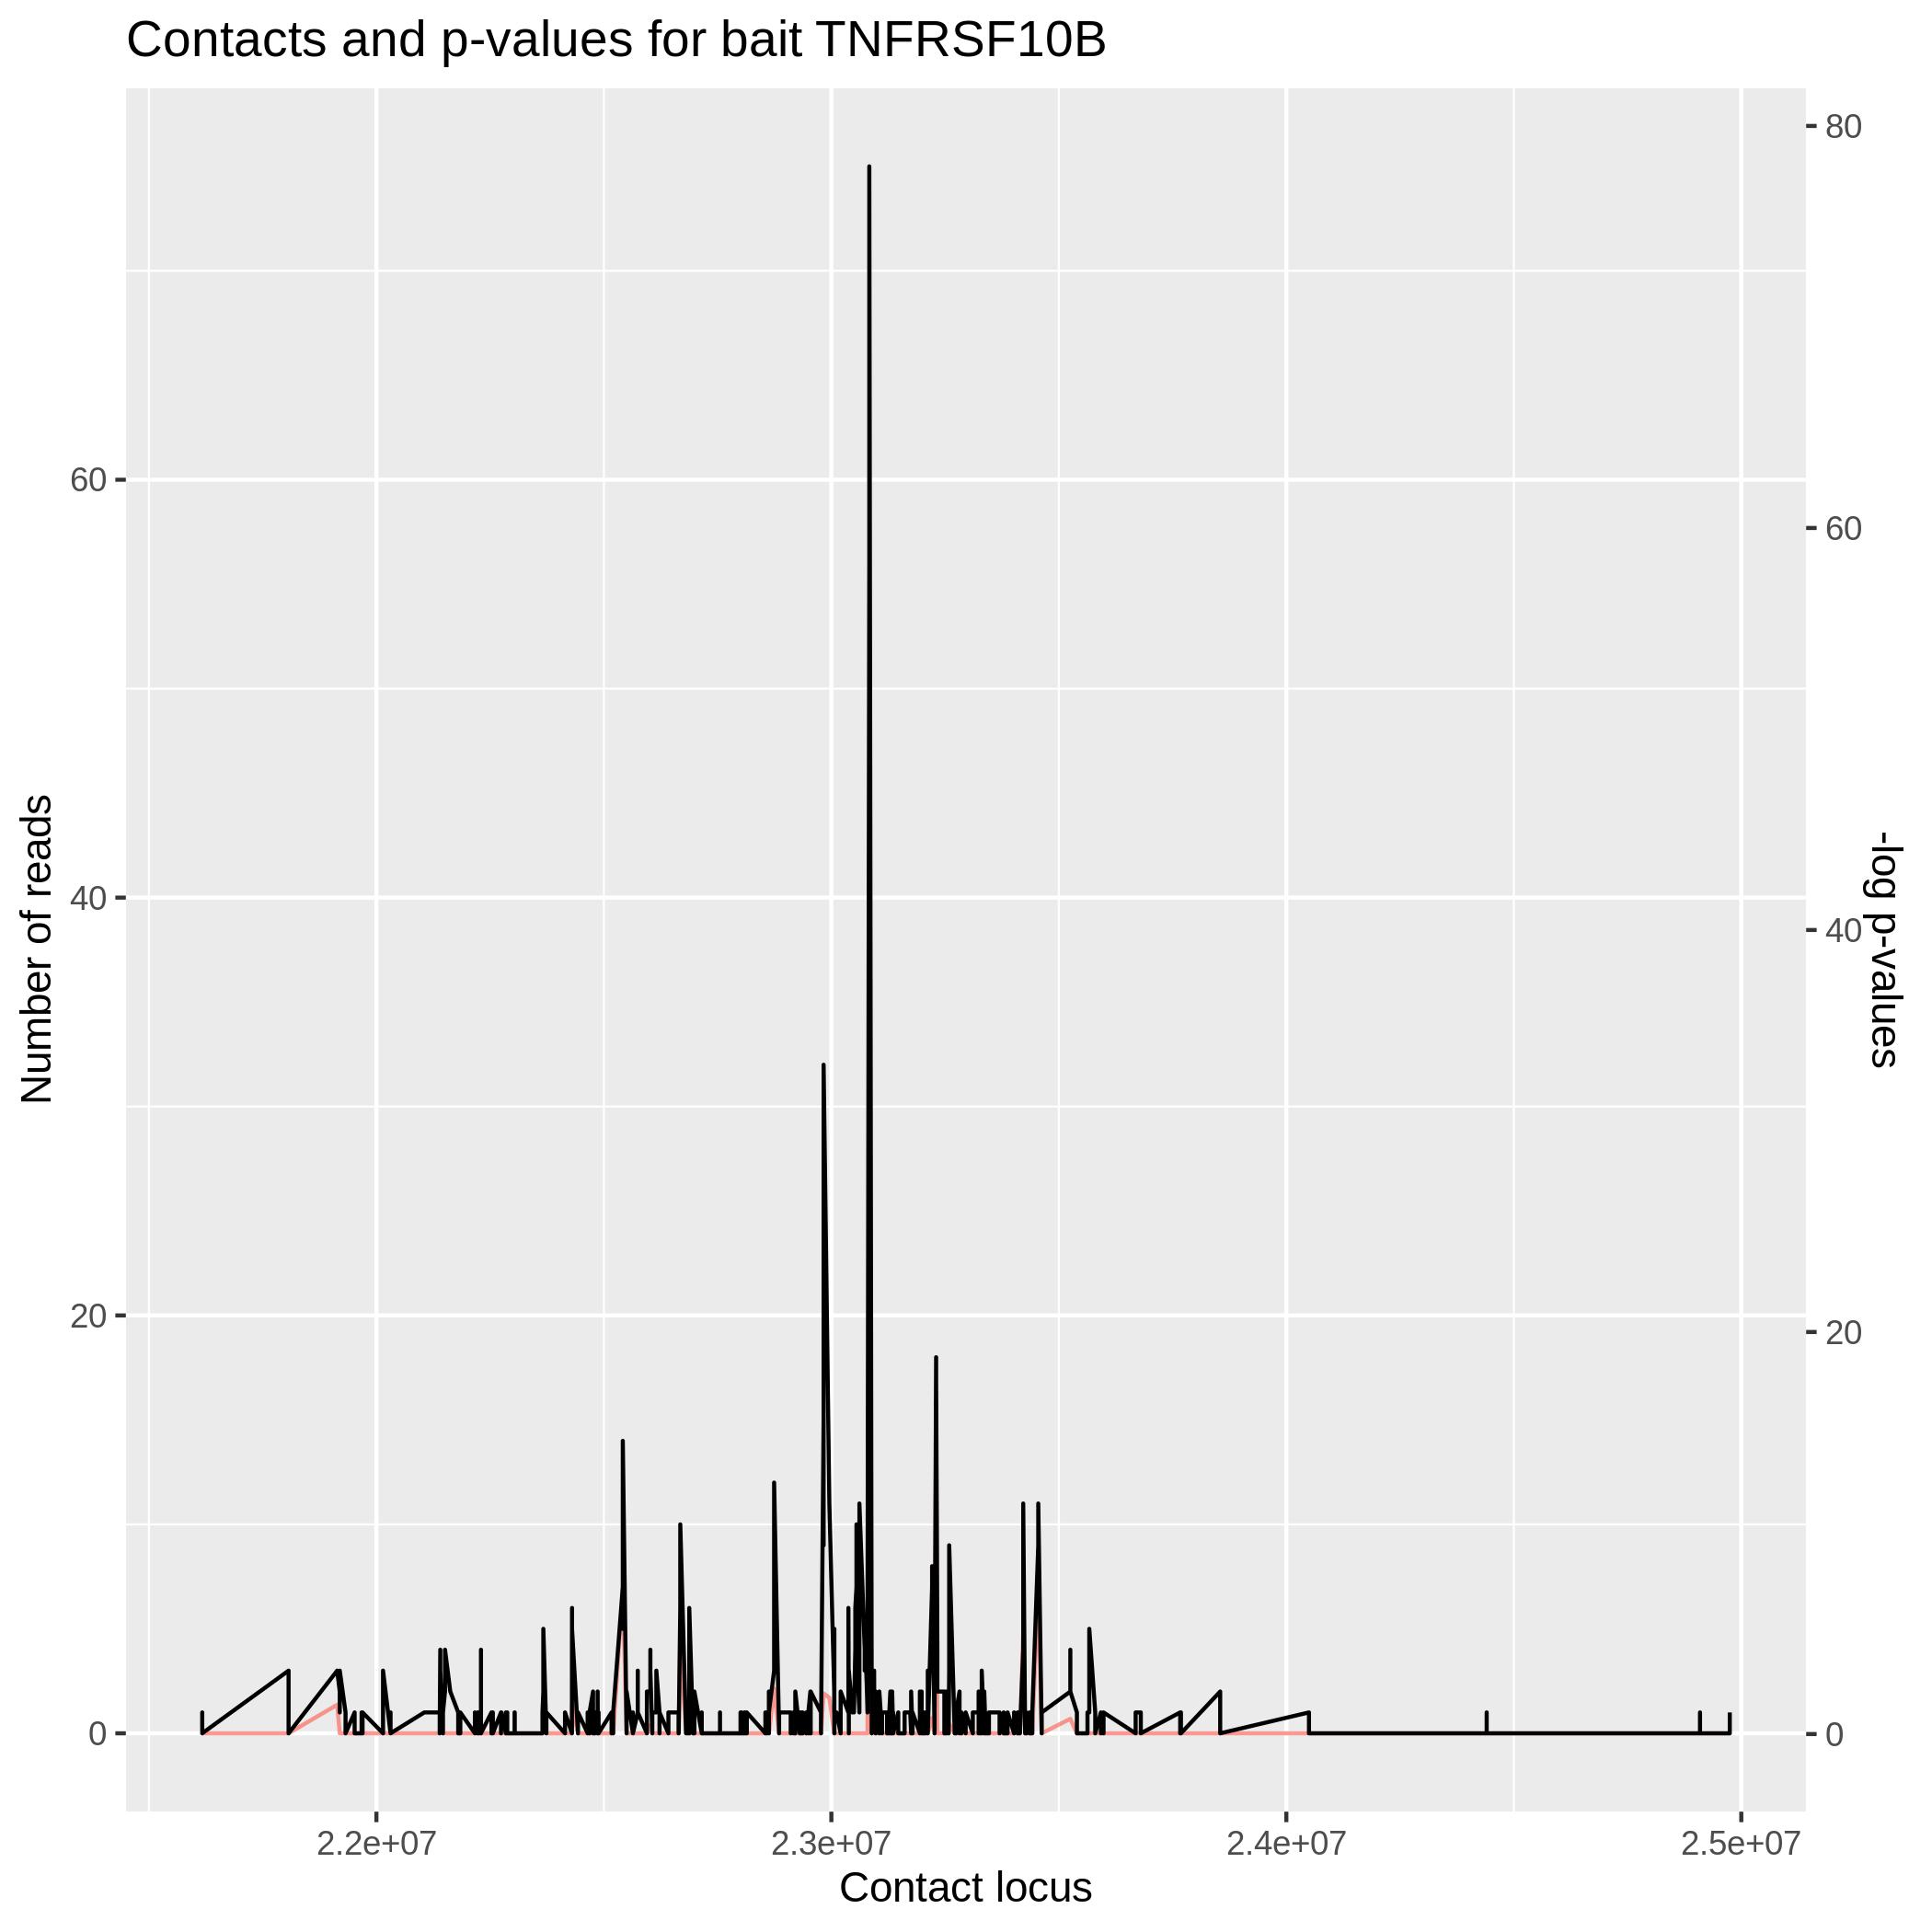 Contacts and p-values for bait TNFRSF10B
Number of reads
60
40
20
0
80
60
40
20
0
-log p-values
2.2e+07 2.3e+07 2.4e+07 2.5e+07
Contact locus